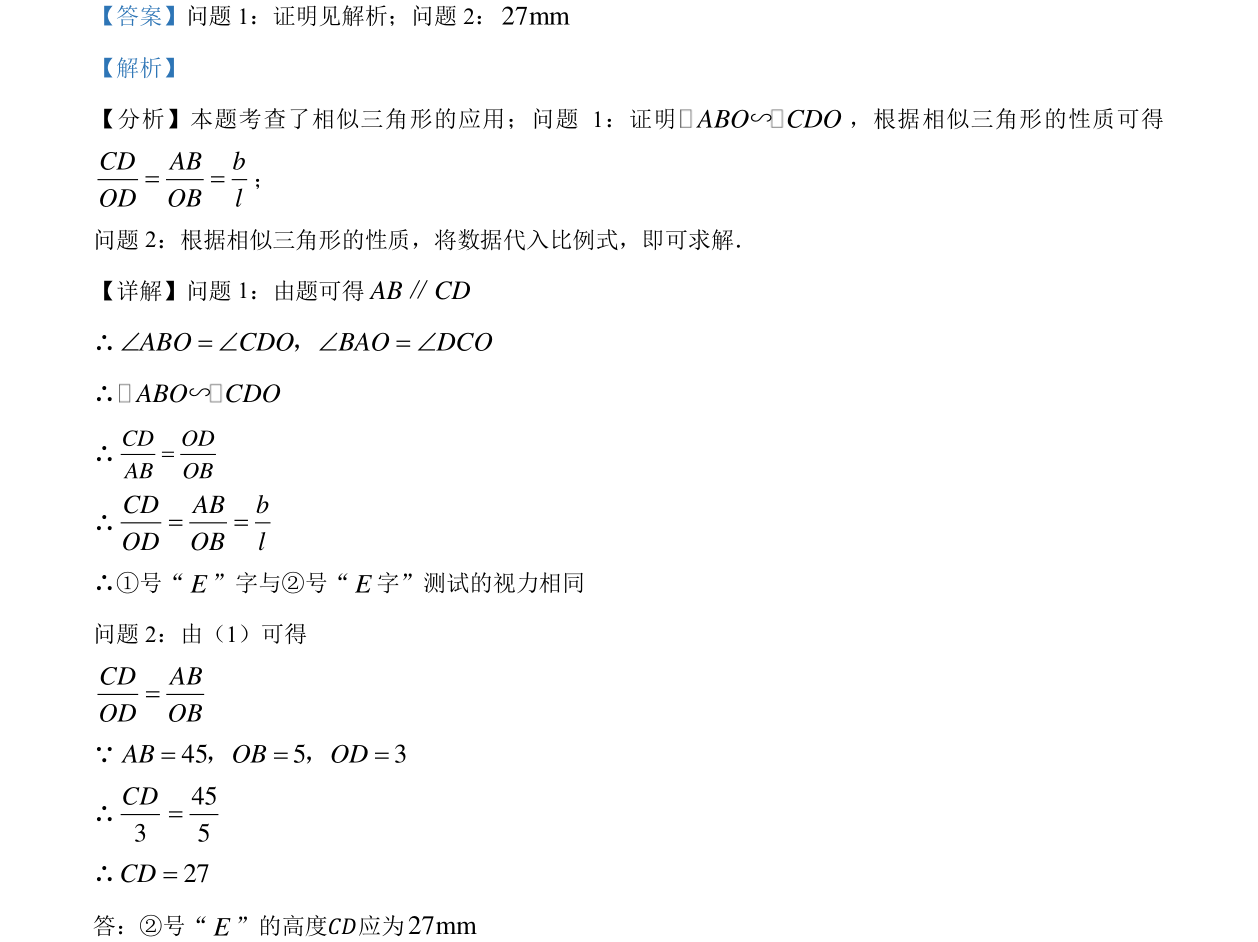 【答案】问题 1：证明见解析；问题 2：27mm
【解析】
【分析】本题考查了相似三角形的应用；问题 1：证明□ABO∽□CDO，根据相似三角形的性质可得
CD/OD = AB/OB = b/l；
问题 2：根据相似三角形的性质，将数据代入比例式，即可求解．
【详解】问题 1：由题可得 AB // CD
∴ ∠ABO = ∠CDO，∠BAO = ∠DCO
∴□ABO∽□CDO
∴ CD/AB = OD/OB
∴ CD/OD = AB/OB = b/l
∴①号“E”字与②号“E字”测试的视力相同
问题 2：由（1）可得
CD/OD = AB/OB
∵ AB = 45，OB = 5，OD = 3
∴ CD/3 = 45/5
∴ CD = 27
答：②号“E”的高度CD应为27mm